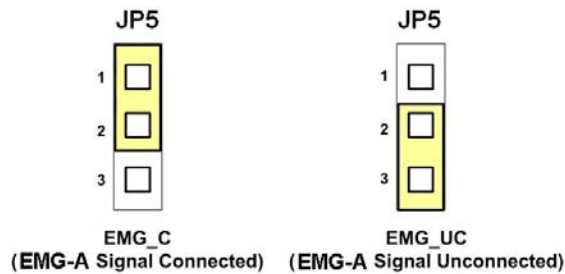 JP5
1
2
3
EMG_C
(EMG-A Signal Connected)
JP5
1
2
3
EMG_UC
(EMG-A Signal Unconnected)